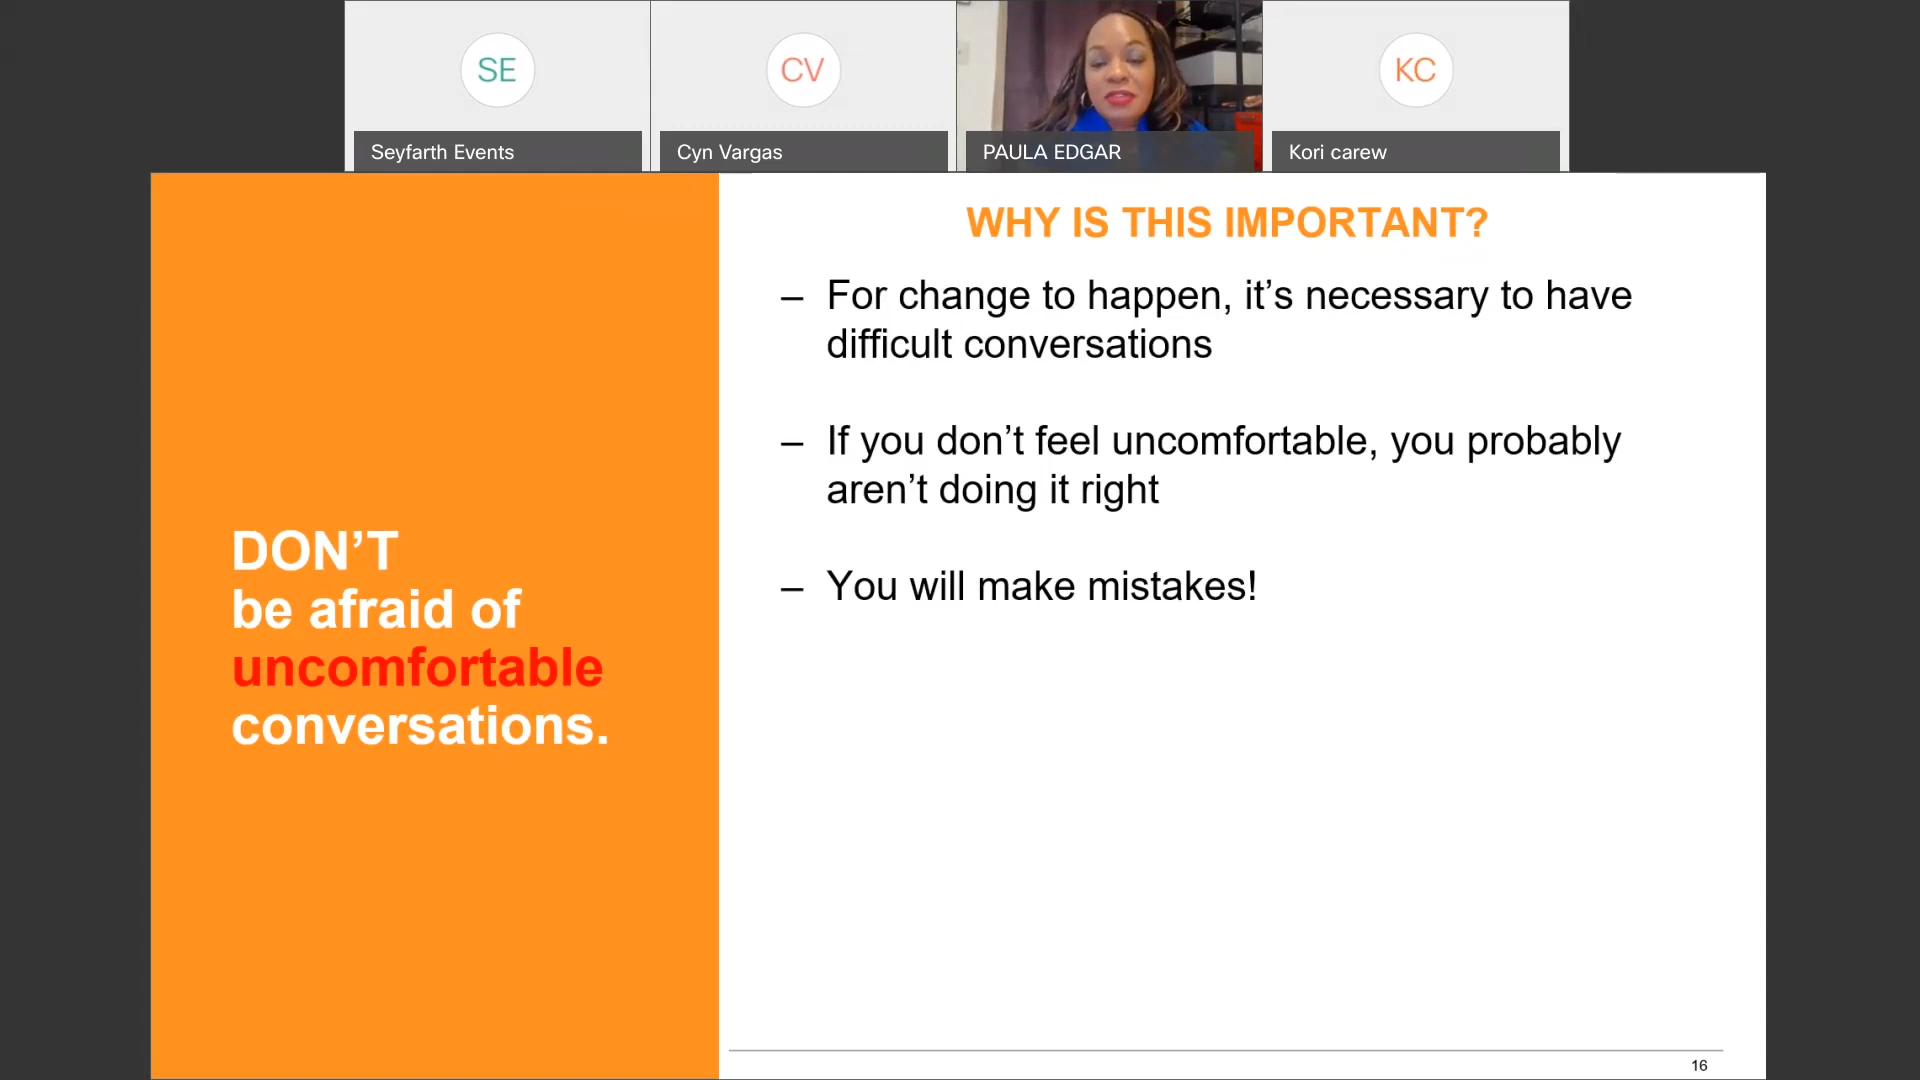 SE
CV
KC
Seyfarth Events
Cyn Vargas
PAULA EDGAR
Kori carew
DON’T
be afraid of
uncomfortable
conversations.
WHY IS THIS IMPORTANT?
– For change to happen, it’s necessary to have
difficult conversations
– If you don’t feel uncomfortable, you probably
aren’t doing it right
– You will make mistakes!
16